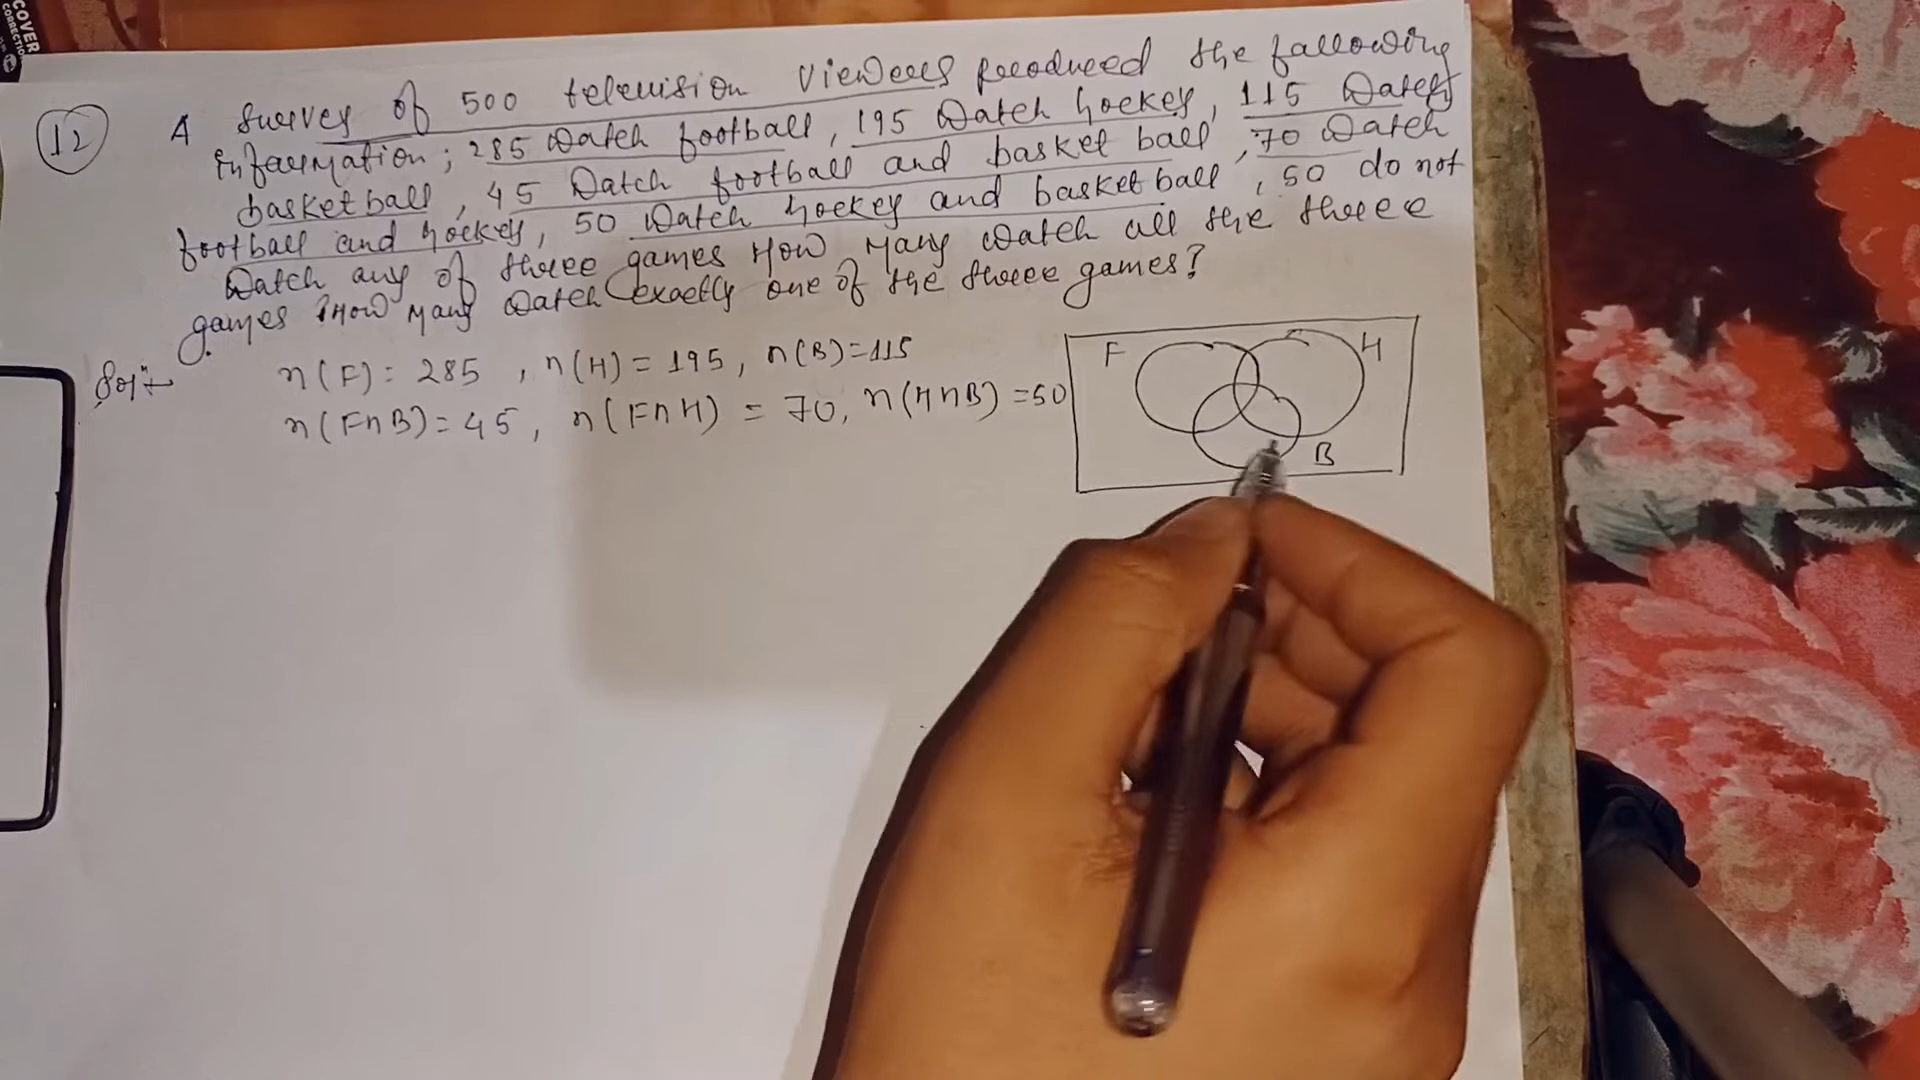 COVER
CORRECTIO
12
A survey of 500 television viewers produced the following
information; 285 watch football, 195 watch hockey, 115 watch
basketball, 45 watch football and basket ball, 70 watch
football and hockey, 50 watch hockey and basketball, 50 do not
watch any of three games How many watch all the three
games ? How many watch exactly one of the three games?
Solⁿ
n(F) = 285 , n(H) = 195, n(B)=115
n(F∩B)= 45, n(F∩H) = 70, n(H∩B) =50
F
H
B